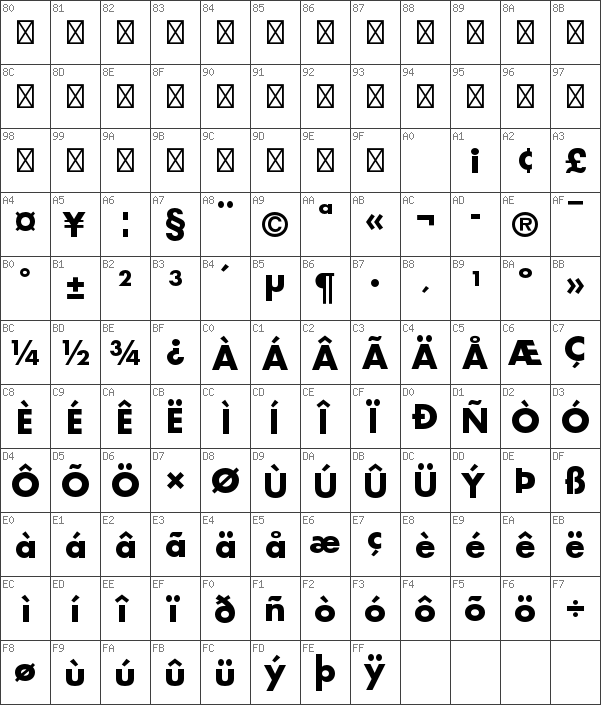 80 81 82 83 84 85 86 87 88 89 8A 8B
8C 8D 8E 8F 90 91 92 93 94 95 96 97
98 99 9A 9B 9C 9D 9E 9F A0 A1 A2 A3
¡ ¢ £
A4 A5 A6 A7 A8 A9 AA AB AC AD AE AF
¤ ¥ ¦ § ¨ © ª « ¬ - ® ¯
B0 B1 B2 B3 B4 B5 B6 B7 B8 B9 BA BB
° ± ² ³ ´ µ ¶ · ¸ ¹ º »
BC BD BE BF C0 C1 C2 C3 C4 C5 C6 C7
¼ ½ ¾ ¿ À Á Â Ã Ä Å Æ Ç
C8 C9 CA CB CC CD CE CF D0 D1 D2 D3
È É Ê Ë Ì Í Î Ï Ð Ñ Ò Ó
D4 D5 D6 D7 D8 D9 DA DB DC DD DE DF
Ô Õ Ö × Ø Ù Ú Û Ü Ý Þ ß
E0 E1 E2 E3 E4 E5 E6 E7 E8 E9 EA EB
à á â ã ä å æ ç è é ê ë
EC ED EE EF F0 F1 F2 F3 F4 F5 F6 F7
ì í î ï ð ñ ò ó ô õ ö ÷
F8 F9 FA FB FC FD FE FF
ø ù ú û ü ý þ ÿ